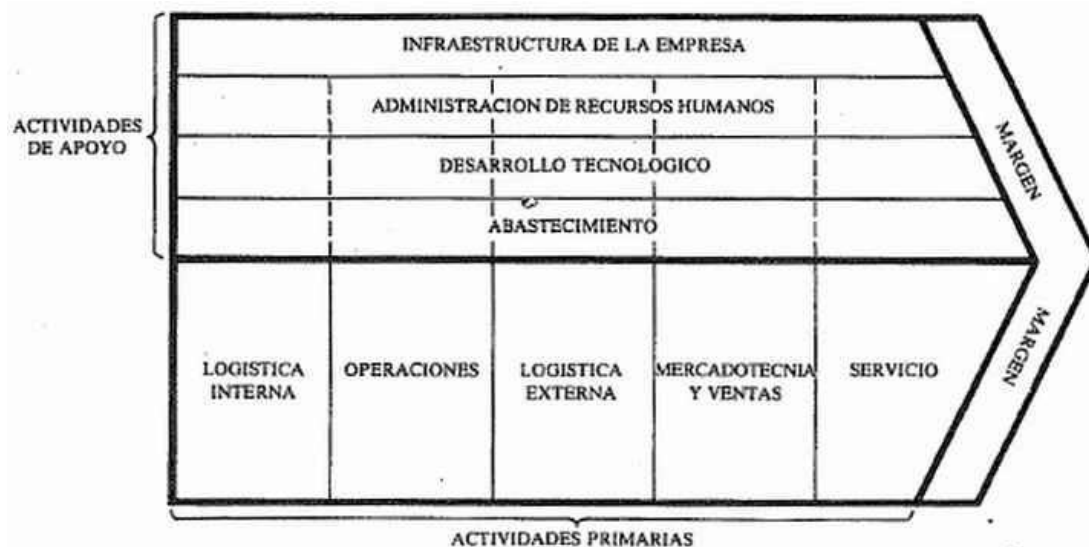 INFRAESTRUCTURA DE LA EMPRESA
ADMINISTRACION DE RECURSOS HUMANOS
ACTIVIDADES
DE APOYO
DESARROLLO TECNOLOGICO
ABASTECIMIENTO
MARGEN
LOGISTICA
INTERNA
OPERACIONES
LOGISTICA
EXTERNA
MERCADOTECNIA
Y VENTAS
SERVICIO
MARGEN
ACTIVIDADES PRIMARIAS